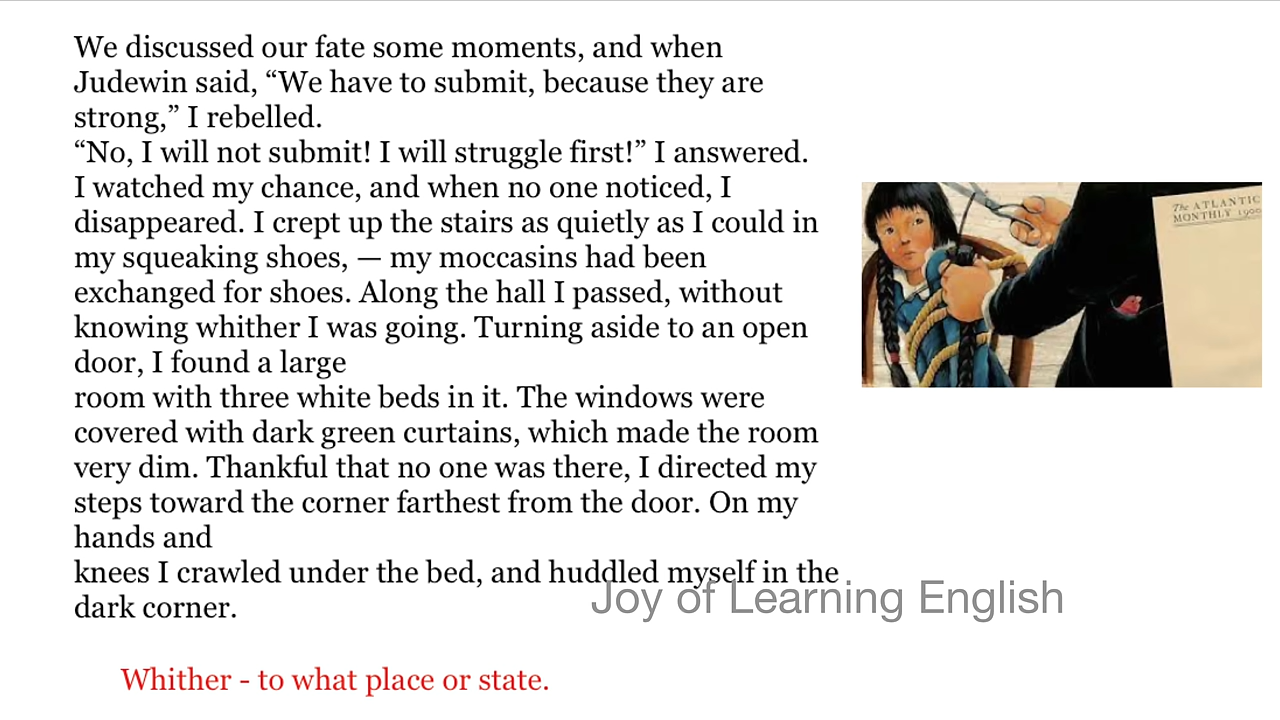 We discussed our fate some moments, and when
Judewin said, “We have to submit, because they are
strong,” I rebelled.
“No, I will not submit! I will struggle first!” I answered.
I watched my chance, and when no one noticed, I
disappeared. I crept up the stairs as quietly as I could in
my squeaking shoes, — my moccasins had been
exchanged for shoes. Along the hall I passed, without
knowing whither I was going. Turning aside to an open
door, I found a large
room with three white beds in it. The windows were
covered with dark green curtains, which made the room
very dim. Thankful that no one was there, I directed my
steps toward the corner farthest from the door. On my
hands and
knees I crawled under the bed, and huddled myself in the
dark corner.
The ATLANTIC
MONTHLY 1900
Joy of Learning English
Whither - to what place or state.